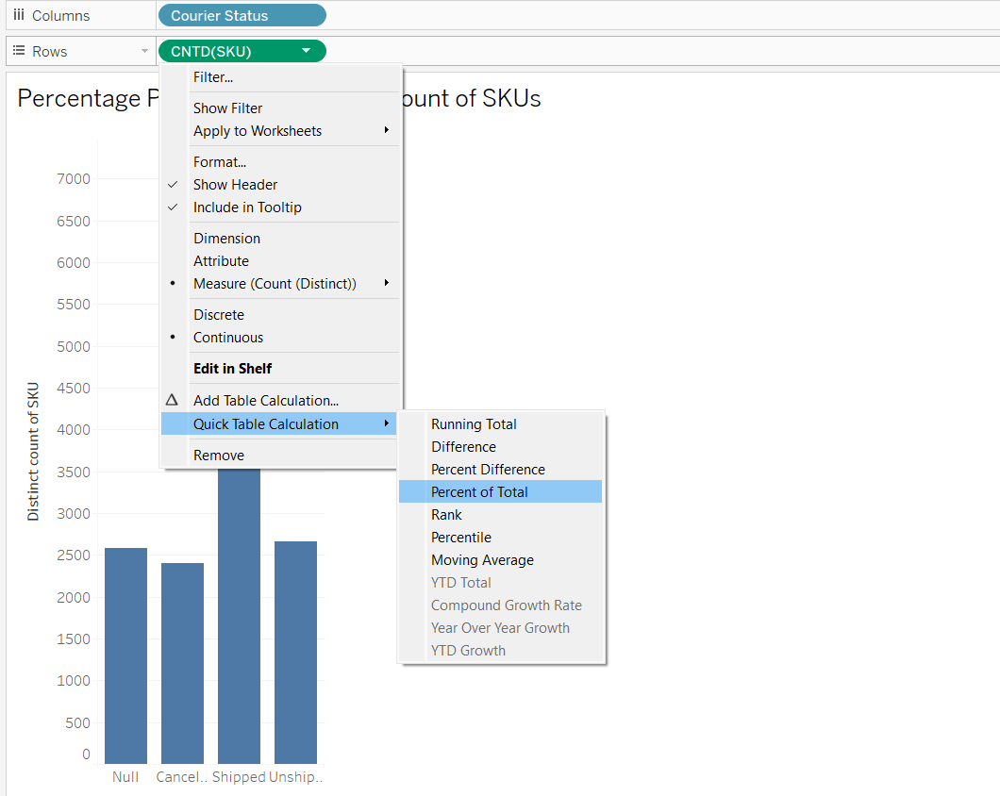 Columns
Courier Status
Rows
CNTD(SKU)
Percentage P
ount of SKUs
Filter...
Show Filter
Apply to Worksheets
Format...
Show Header
Include in Tooltip
Dimension
Attribute
Measure (Count (Distinct))
Discrete
Continuous
Edit in Shelf
Add Table Calculation...
Quick Table Calculation
Remove
Running Total
Difference
Percent Difference
Percent of Total
Rank
Percentile
Moving Average
YTD Total
Compound Growth Rate
Year Over Year Growth
YTD Growth
Distinct count of SKU
7000
6500
6000
5500
5000
4500
4000
3500
3000
2500
2000
1500
1000
500
0
Null Cancel.. Shipped Unship..